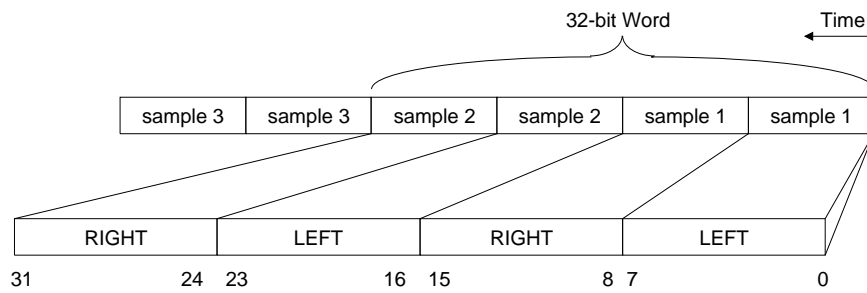 32-bit Word Time
sample 3 sample 3 sample 2 sample 2 sample 1 sample 1
RIGHT LEFT RIGHT LEFT
31 24 23 16 15 8 7 0